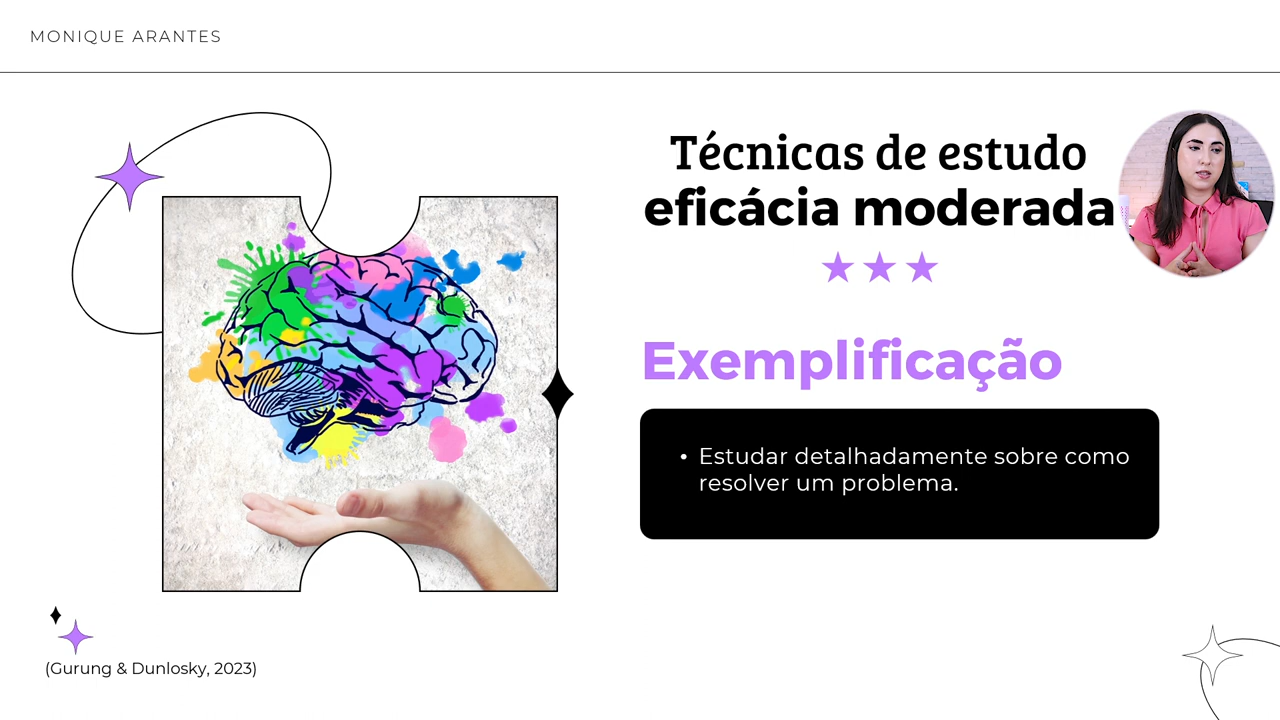 MONIQUE ARANTES
Técnicas de estudo
eficácia moderada
Exemplificação
• Estudar detalhadamente sobre como
resolver um problema.
(Gurung & Dunlosky, 2023)